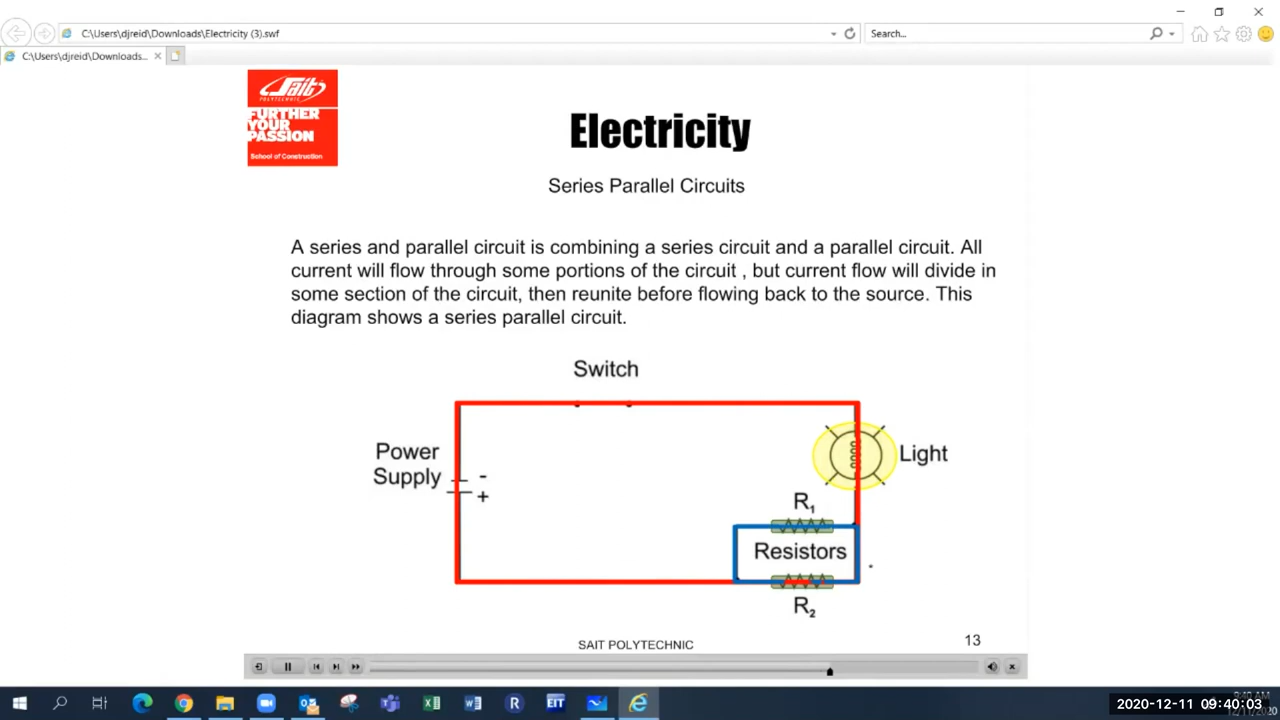 C:\Users\djreid\Downloads\Electricity (3).swf
Search...
C:\Users\djreid\Downloads...
Sait
POLYTECHNIC
FURTHER
YOUR
PASSION
School of Construction
Electricity
Series Parallel Circuits
A series and parallel circuit is combining a series circuit and a parallel circuit. All
current will flow through some portions of the circuit , but current flow will divide in
some section of the circuit, then reunite before flowing back to the source. This
diagram shows a series parallel circuit.
Switch
Power
Supply
-
+
Light
R1
Resistors
R2
SAIT POLYTECHNIC
13
R
EIT
2020-12-11 09:40:03